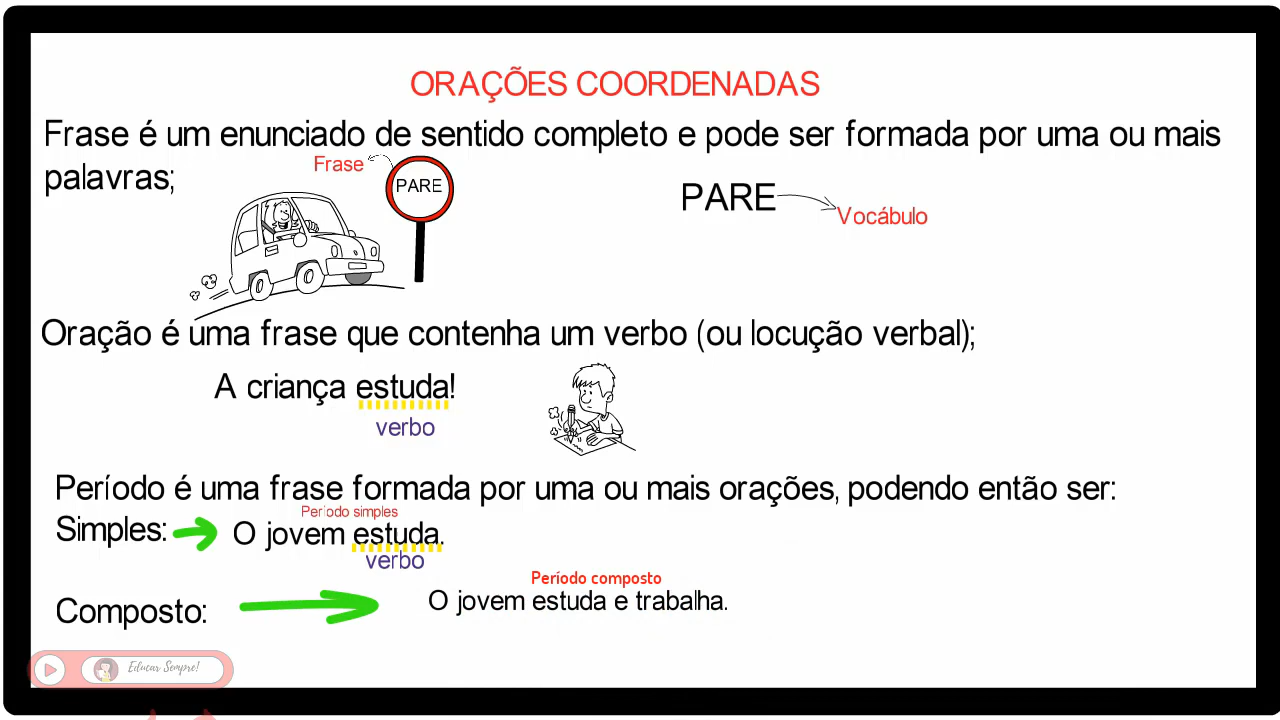 ORAÇÕES COORDENADAS
Frase é um enunciado de sentido completo e pode ser formada por uma ou mais
palavras;
Frase
PARE
PARE
Vocábulo
Oração é uma frase que contenha um verbo (ou locução verbal);
A criança estuda!
verbo
Período é uma frase formada por uma ou mais orações, podendo então ser:
Período simples
Simples:
O jovem estuda.
verbo
Período composto
O jovem estuda e trabalha.
Composto:
Educar Sempre!